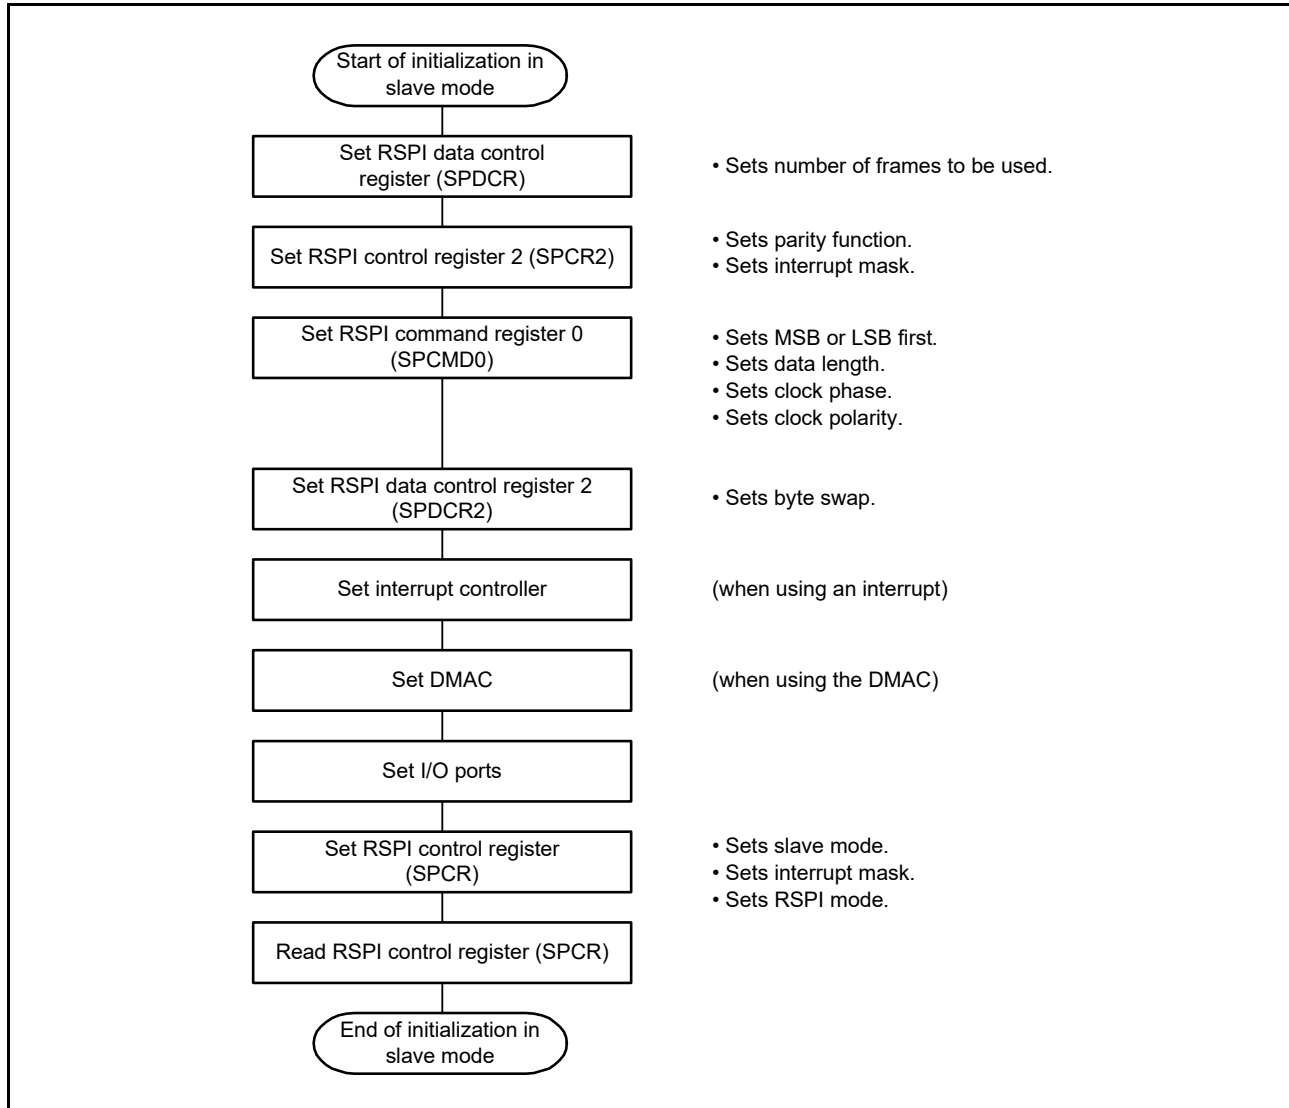 Start of initialization in
slave mode
Set RSPI data control
register (SPDCR)
• Sets number of frames to be used.
Set RSPI control register 2 (SPCR2)
• Sets parity function.
• Sets interrupt mask.
Set RSPI command register 0
(SPCMD0)
• Sets MSB or LSB first.
• Sets data length.
• Sets clock phase.
• Sets clock polarity.
Set RSPI data control register 2
(SPDCR2)
• Sets byte swap.
Set interrupt controller
(when using an interrupt)
Set DMAC
(when using the DMAC)
Set I/O ports
Set RSPI control register
(SPCR)
• Sets slave mode.
• Sets interrupt mask.
• Sets RSPI mode.
Read RSPI control register (SPCR)
End of initialization in
slave mode